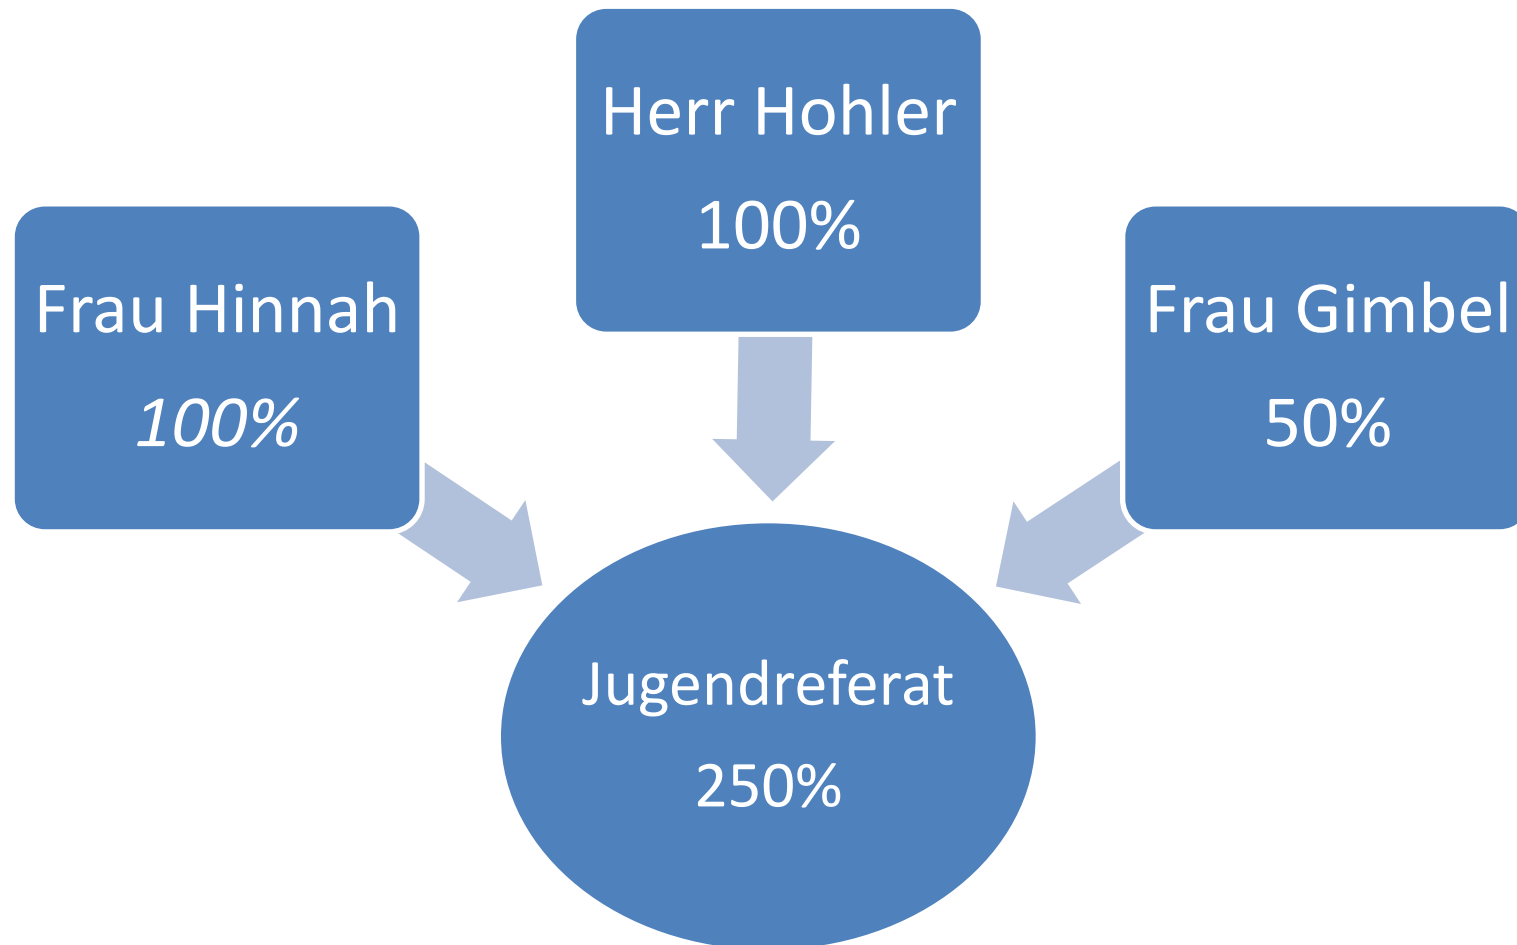 Herr Hohler
100%
Frau Hinnah
100%
Frau Gimbel
50%
Jugendreferat
250%